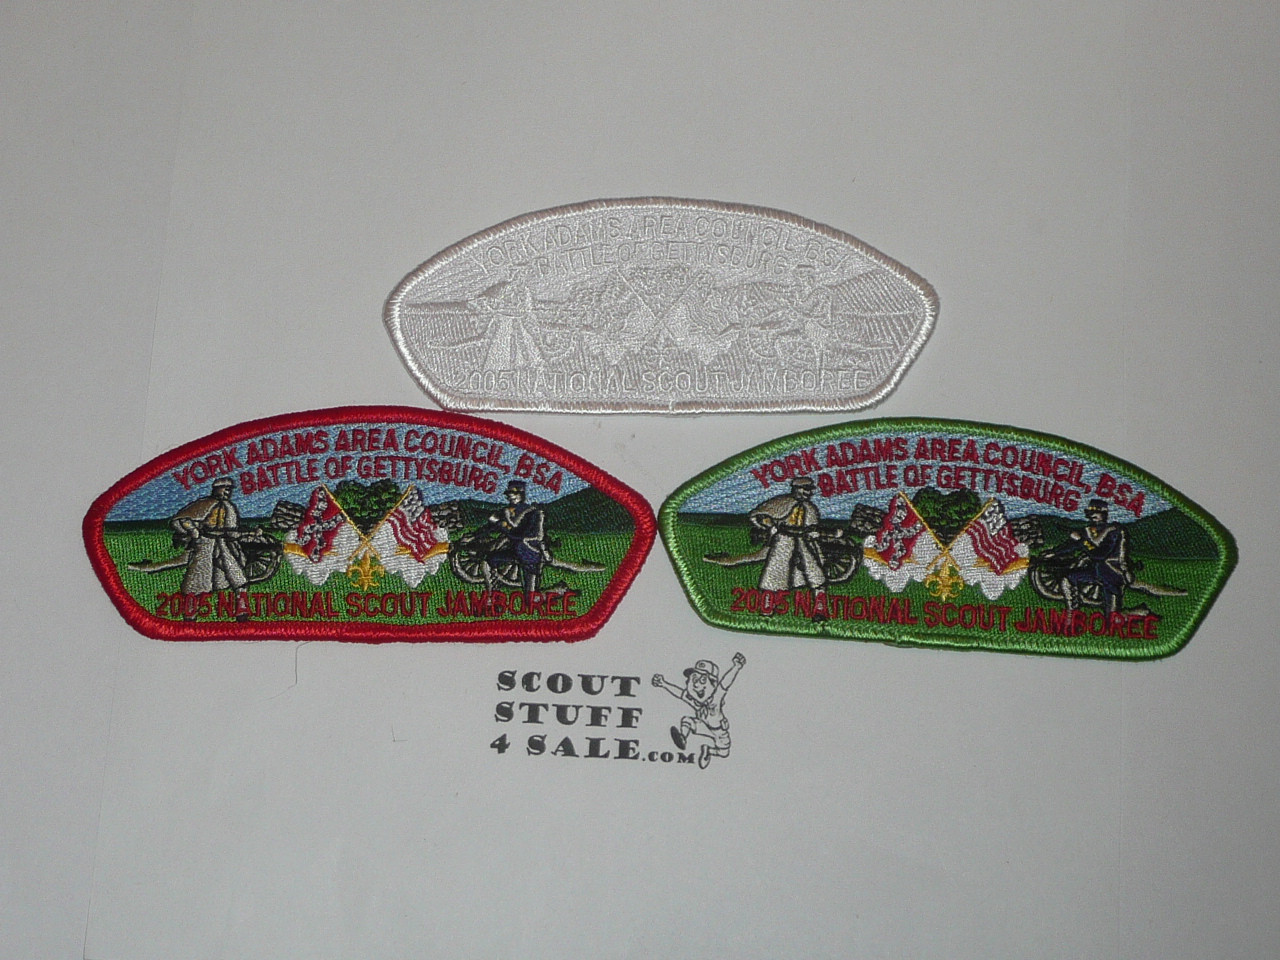 YORK ADAMS AREA COUNCIL, BSA
BATTLE OF GETTYSBURG
2005 NATIONAL SCOUT JAMBOREE
YORK ADAMS AREA COUNCIL, BSA
BATTLE OF GETTYSBURG
2005 NATIONAL SCOUT JAMBOREE
YORK ADAMS AREA COUNCIL, BSA
BATTLE OF GETTYSBURG
2005 NATIONAL SCOUT JAMBOREE
SCOUT
STUFF
4 SALE.COM